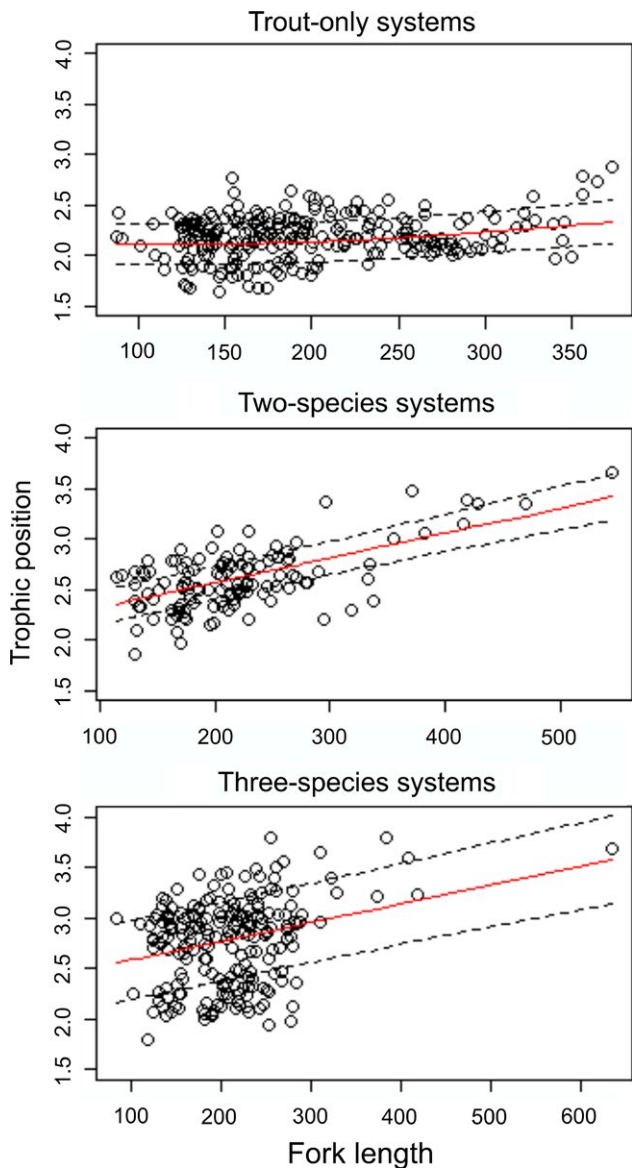 Trout-only systems
4.0
3.5
3.0
2.5
2.0
1.5
100 150 200 250 300 350
Two-species systems
Trophic position
4.0
3.5
3.0
2.5
2.0
1.5
100 200 300 400 500
Three-species systems
4.0
3.5
3.0
2.5
2.0
1.5
100 200 300 400 500 600
Fork length